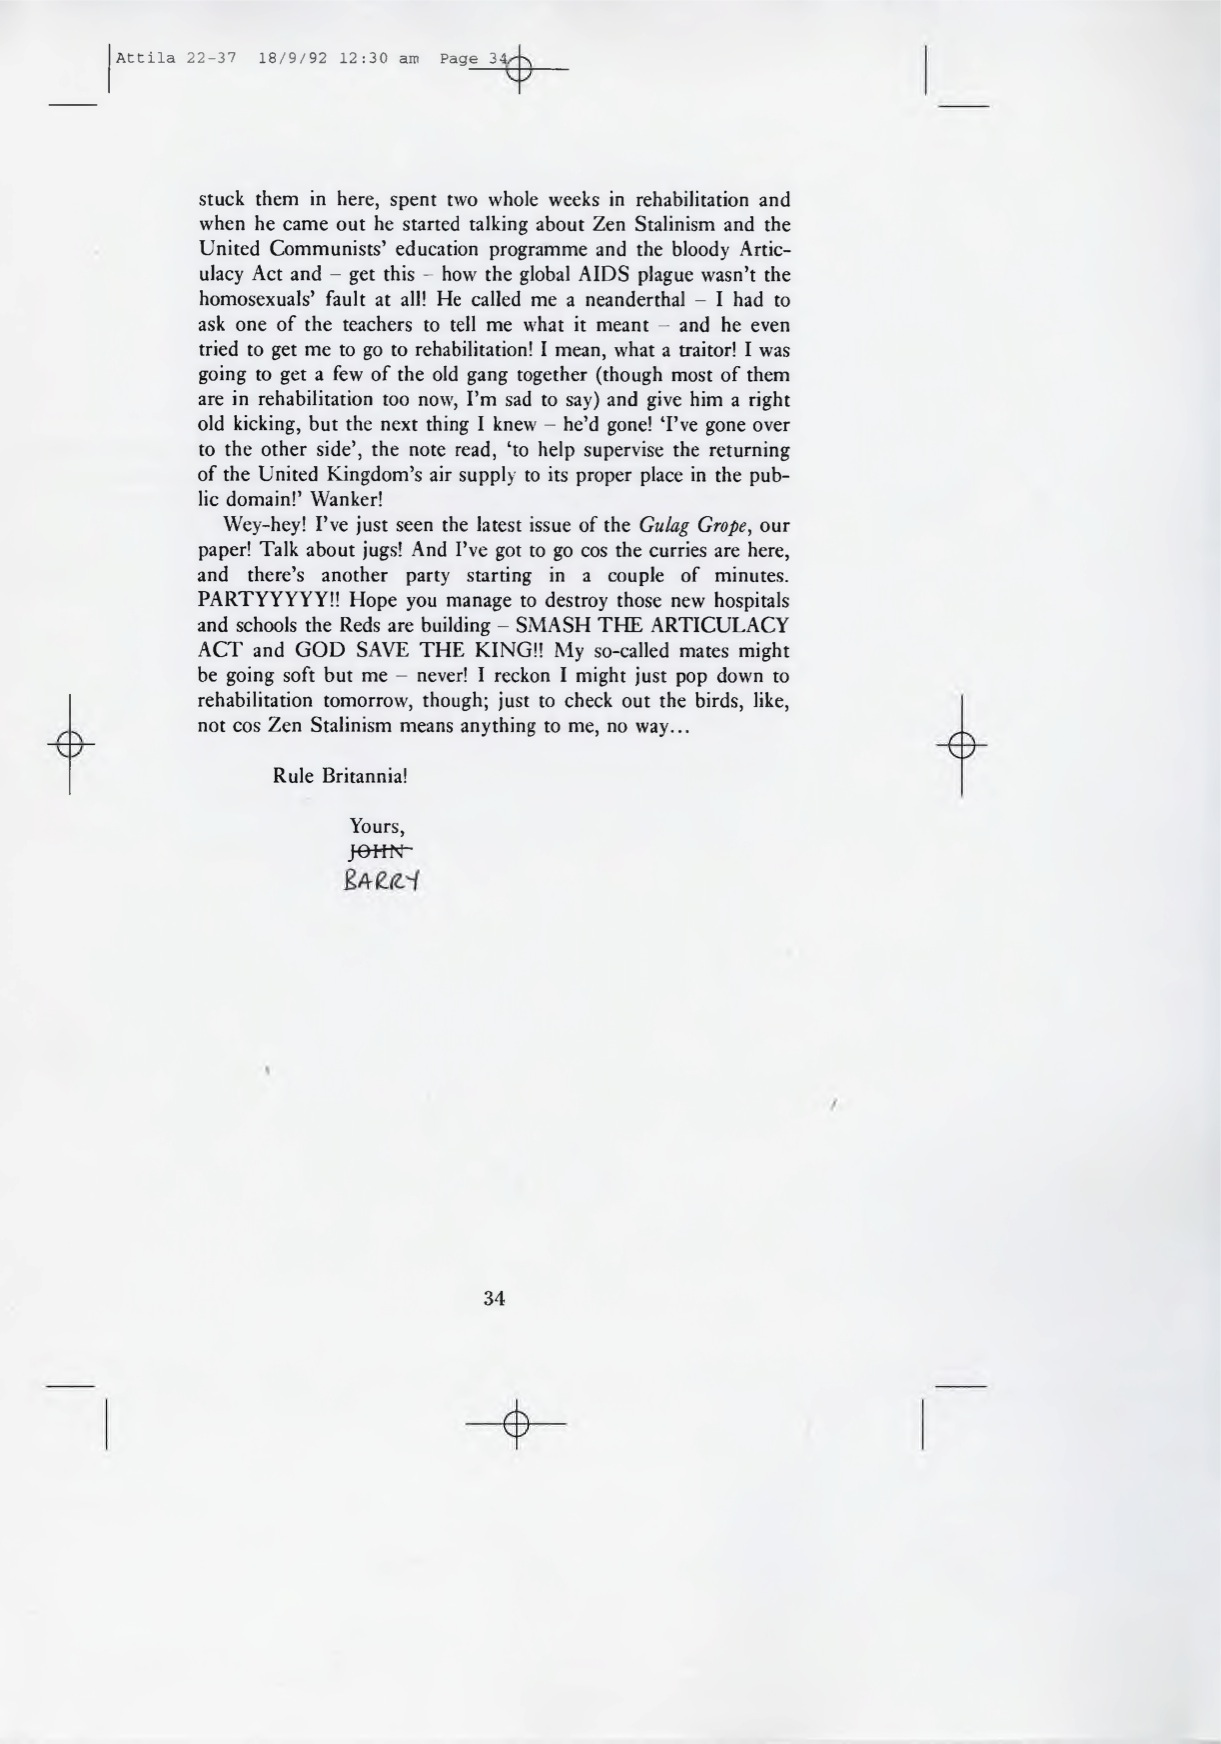 Attila 22-37 18/9/92 12:30 am Page 34
stuck them in here, spent two whole weeks in rehabilitation and
when he came out he started talking about Zen Stalinism and the
United Communists’ education programme and the bloody Artic-
ulacy Act and – get this – how the global AIDS plague wasn’t the
homosexuals’ fault at all! He called me a neanderthal – I had to
ask one of the teachers to tell me what it meant – and he even
tried to get me to go to rehabilitation! I mean, what a traitor! I was
going to get a few of the old gang together (though most of them
are in rehabilitation too now, I’m sad to say) and give him a right
old kicking, but the next thing I knew – he’d gone! ‘I’ve gone over
to the other side’, the note read, ‘to help supervise the returning
of the United Kingdom’s air supply to its proper place in the pub-
lic domain!’ Wanker!
Wey-hey! I’ve just seen the latest issue of the Gulag Grope, our
paper! Talk about jugs! And I’ve got to go cos the curries are here,
and there’s another party starting in a couple of minutes.
PARTYYYYY!! Hope you manage to destroy those new hospitals
and schools the Reds are building – SMASH THE ARTICULACY
ACT and GOD SAVE THE KING!! My so-called mates might
be going soft but me – never! I reckon I might just pop down to
rehabilitation tomorrow, though; just to check out the birds, like,
not cos Zen Stalinism means anything to me, no way...
Rule Britannia!
Yours,
JOHN
BARRY
34